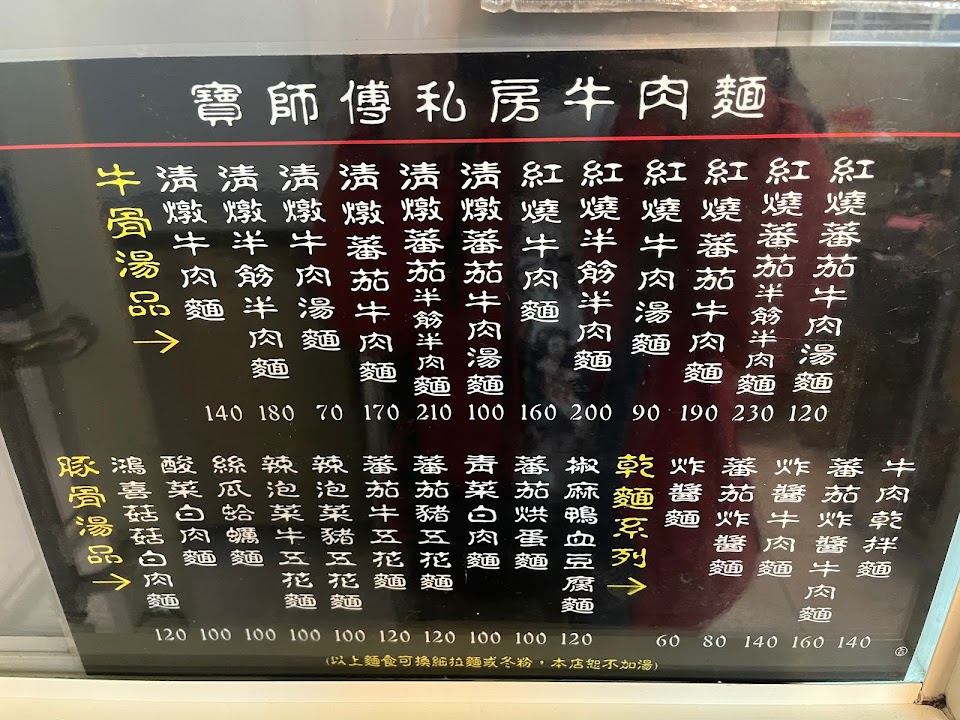 寶師傅私房牛肉麵
牛骨湯品→
清燉牛肉麵
清燉半筋半肉麵
清燉牛肉湯麵
清燉蕃茄牛肉麵
清燉蕃茄半筋半肉麵
清燉蕃茄牛肉湯麵
紅燒牛肉麵
紅燒半筋半肉麵
紅燒牛肉湯麵
紅燒蕃茄牛肉麵
紅燒蕃茄半筋半肉麵
紅燒蕃茄牛肉湯麵
140 180 70 170 210 100 160 200 90 190 230 120
豚骨湯品→
鴻喜菇菇白肉麵
酸菜白肉麵
絲瓜蛤蠣麵
辣泡菜牛五花麵
辣泡菜豬五花麵
蕃茄牛五花麵
蕃茄豬五花麵
青菜白肉麵
蕃茄烘蛋麵
椒麻鴨血豆腐麵
乾麵系列→
炸醬麵
蕃茄炸醬麵
炸醬牛肉麵
蕃茄炸醬牛肉麵
牛肉乾拌麵
120 100 100 100 100 120 120 100 100 120 60 80 140 160 140
(以上麵食可換細拉麵或冬粉，本店恕不加湯)